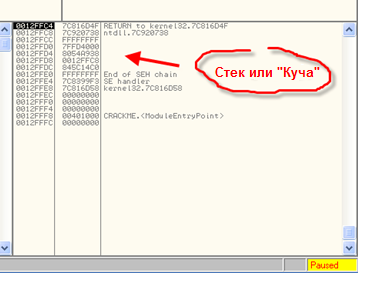 0012FFC4 7C816D4F RETURN to kernel32.7C816D4F
0012FFC8 7C920738 ntdll.7C920738
0012FFCC FFFFFFFF
0012FFD0 7FFD4000
0012FFD4 8054A938
0012FFD8 0012FFC8
0012FFDC 845C14C0
0012FFE0 FFFFFFFF End of SEH chain
0012FFE4 7C8399F3 SE handler
0012FFE8 7C816D58 kernel32.7C816D58
0012FFEC 00000000
0012FFF0 00000000
0012FFF4 00000000
0012FFF8 00401000 CRACKME.<ModuleEntryPoint>
0012FFFC 00000000
Стек или "Куча"
Paused